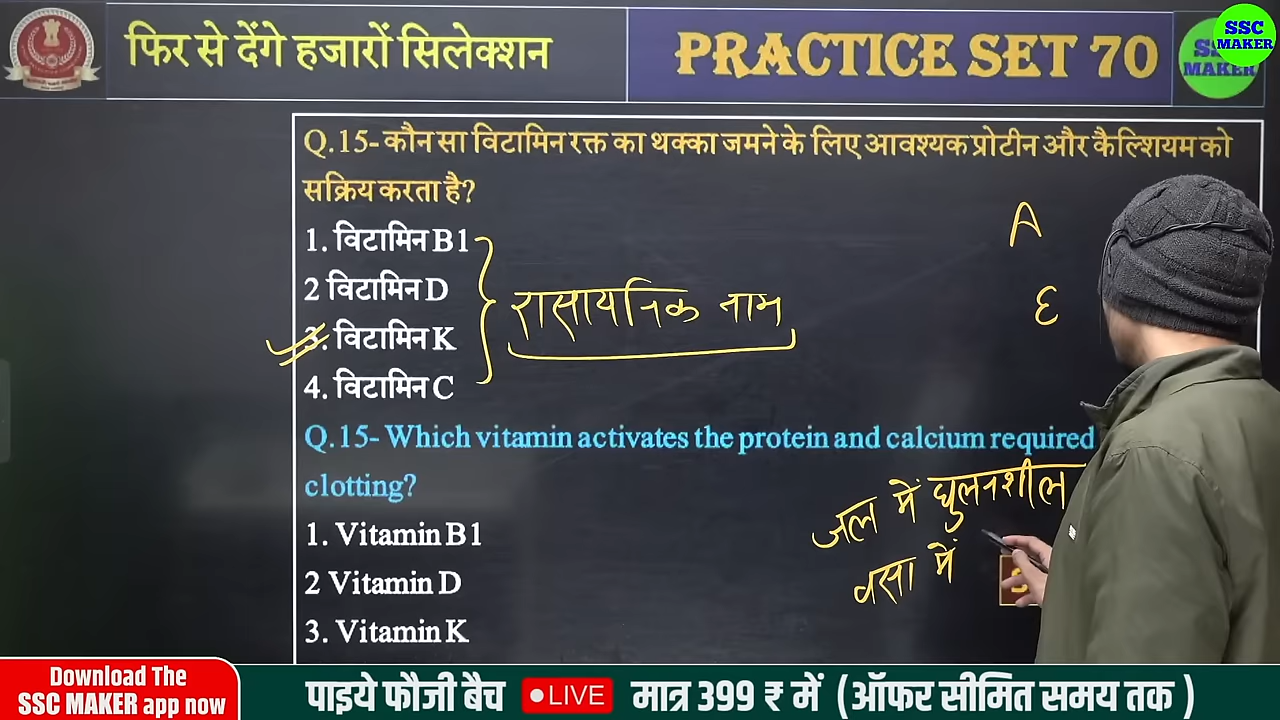 फिर से देंगे हजारों सिलेक्शन
PRACTICE SET 70
SSC
MAKER
Q.15- कौन सा विटामिन रक्त का थक्का जमने के लिए आवश्यक प्रोटीन और कैल्शियम को
सक्रिय करता है?
1. विटामिन B1
2 विटामिन D
3. विटामिन K
4. विटामिन C
रासायनिक नाम
A
E
Q.15- Which vitamin activates the protein and calcium required
clotting?
1. Vitamin B1
2 Vitamin D
3. Vitamin K
जल में घुलनशील
वसा में
Download The
SSC MAKER app now
पाइये फौजी बैच
LIVE
मात्र 399 ₹ में (ऑफर सीमित समय तक )